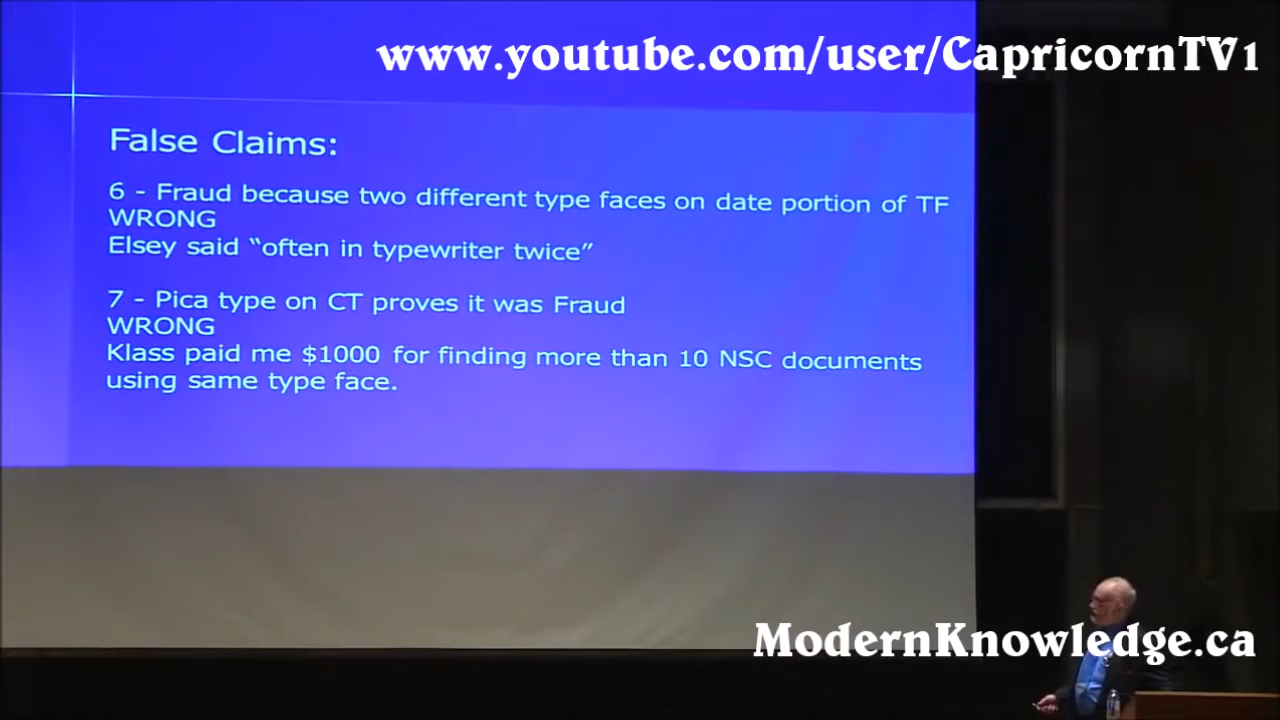 www.youtube.com/user/CapricornTV1
False Claims:
6 - Fraud because two different type faces on date portion of TF
WRONG
Elsey said “often in typewriter twice”
7 - Pica type on CT proves it was Fraud
WRONG
Klass paid me $1000 for finding more than 10 NSC documents
using same type face.
ModernKnowledge.ca